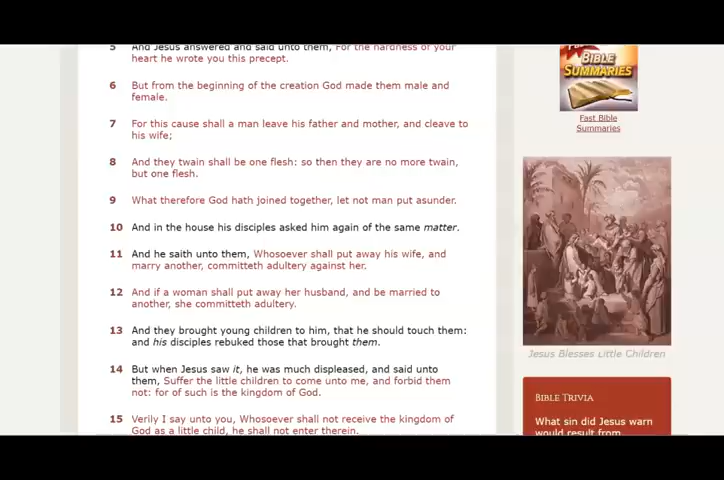 5 And Jesus answered and said unto them, For the hardness of your
heart he wrote you this precept.
6 But from the beginning of the creation God made them male and
female.
7 For this cause shall a man leave his father and mother, and cleave to
his wife;
8 And they twain shall be one flesh: so then they are no more twain,
but one flesh.
9 What therefore God hath joined together, let not man put asunder.
10 And in the house his disciples asked him again of the same matter.
11 And he saith unto them, Whosoever shall put away his wife, and
marry another, committeth adultery against her.
12 And if a woman shall put away her husband, and be married to
another, she committeth adultery.
13 And they brought young children to him, that he should touch them:
and his disciples rebuked those that brought them.
14 But when Jesus saw it, he was much displeased, and said unto
them, Suffer the little children to come unto me, and forbid them
not: for of such is the kingdom of God.
15 Verily I say unto you, Whosoever shall not receive the kingdom of
God as a little child, he shall not enter therein.
BIBLE
SUMMARIES
Fast Bible
Summaries
Jesus Blesses Little Children
BIBLE TRIVIA
What sin did Jesus warn
would result from